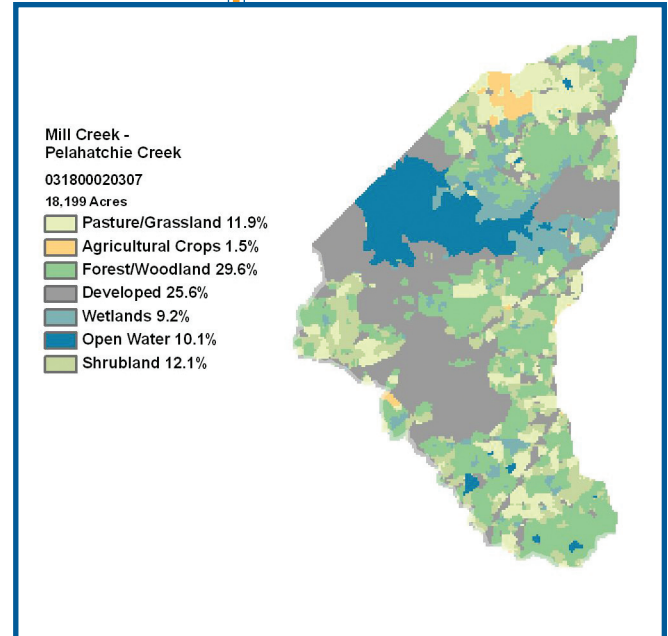 Mill Creek -
Pelahatchie Creek
031800020307
18,199 Acres
Pasture/Grassland 11.9%
Agricultural Crops 1.5%
Forest/Woodland 29.6%
Developed 25.6%
Wetlands 9.2%
Open Water 10.1%
Shrubland 12.1%